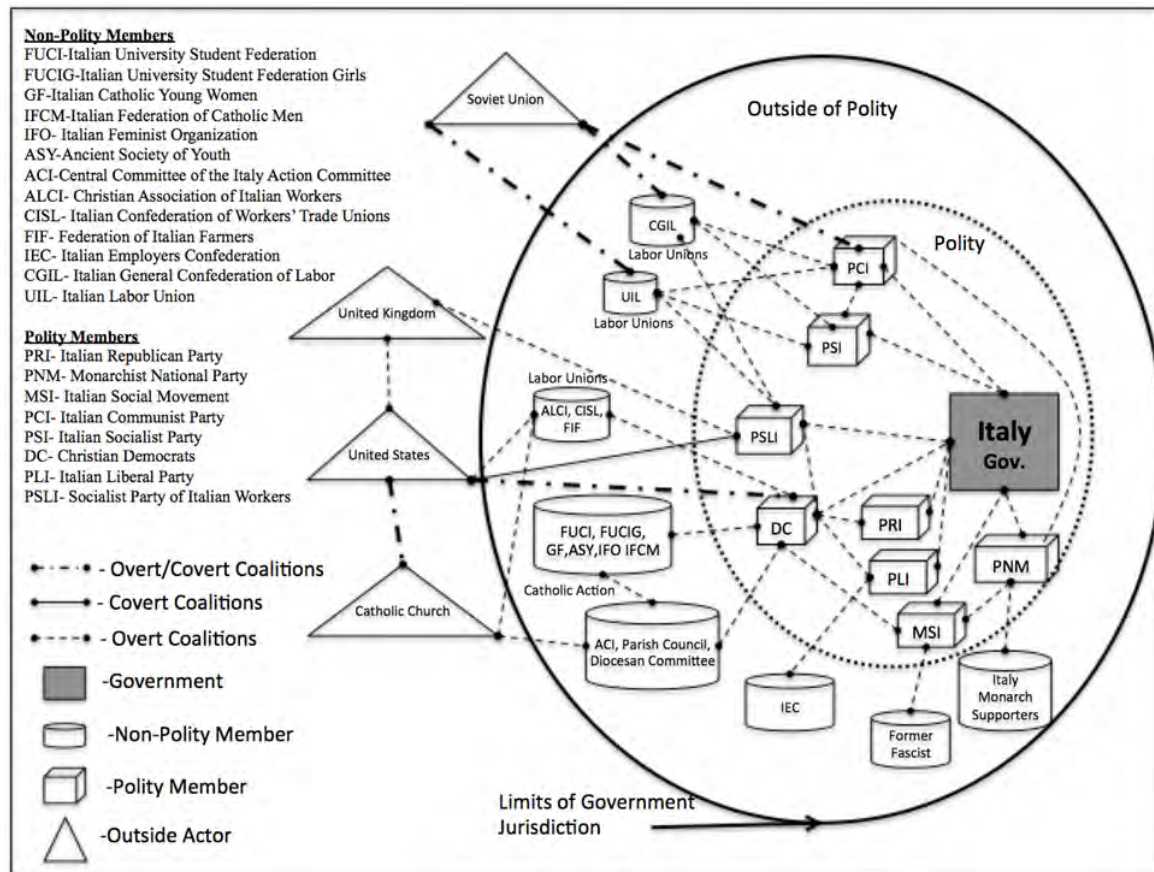 Non-Polity Members
FUCI-Italian University Student Federation
FUCIG-Italian University Student Federation Girls
GF-Italian Catholic Young Women
IFCM-Italian Federation of Catholic Men
IFO- Italian Feminist Organization
ASY-Ancient Society of Youth
ACI-Central Committee of the Italy Action Committee
ALCI- Christian Association of Italian Workers
CISL- Italian Confederation of Workers' Trade Unions
FIF- Federation of Italian Farmers
IEC- Italian Employers Confederation
CGIL- Italian General Confederation of Labor
UIL- Italian Labor Union
Polity Members
PRI- Italian Republican Party
PNM- Monarchist National Party
MSI- Italian Social Movement
PCI- Italian Communist Party
PSI- Italian Socialist Party
DC- Christian Democrats
PLI- Italian Liberal Party
PSLI- Socialist Party of Italian Workers
- Overt/Covert Coalitions
- Covert Coalitions
- Overt Coalitions
-Government
-Non-Polity Member
-Polity Member
-Outside Actor
Soviet Union
United Kingdom
United States
Catholic Church
Outside of Polity
Polity
CGIL
Labor Unions
UIL
Labor Unions
PCI
PSI
Labor Unions
ALCI, CISL,
FIF
PSLI
Italy
Gov.
FUCI, FUCIG,
GF,ASY,IFO IFCM
Catholic Action
DC
PRI
PLI
PNM
MSI
ACI, Parish Council,
Diocesan Committee
IEC
Former
Fascist
Italy
Monarch
Supporters
Limits of Government
Jurisdiction